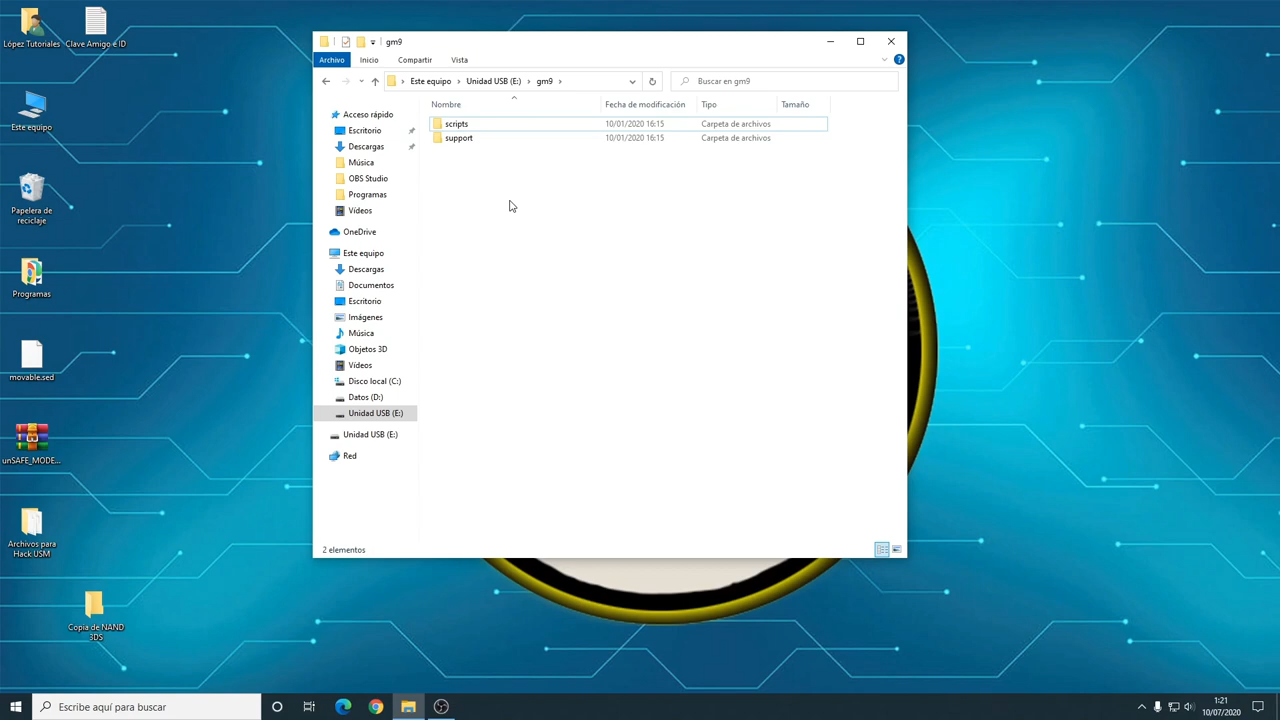 López Tutoriales
Clave Amigo e ID
Este equipo
Papelera de
reciclaje
Programas
movable.sed
unSAFE_MODE...
Archivos para
Hack USM
Copia de NAND
3DS
gm9
Archivo
Inicio
Compartir
Vista
Este equipo
Unidad USB (E:)
gm9
Buscar en gm9
Nombre
Fecha de modificación
Tipo
Tamaño
scripts
10/01/2020 16:15
Carpeta de archivos
support
10/01/2020 16:15
Carpeta de archivos
Acceso rápido
Escritorio
Descargas
Música
OBS Studio
Programas
Vídeos
OneDrive
Este equipo
Descargas
Documentos
Escritorio
Imágenes
Música
Objetos 3D
Vídeos
Disco local (C:)
Datos (D:)
Unidad USB (E:)
Unidad USB (E:)
Red
2 elementos
Escribe aquí para buscar
1:21
10/07/2020